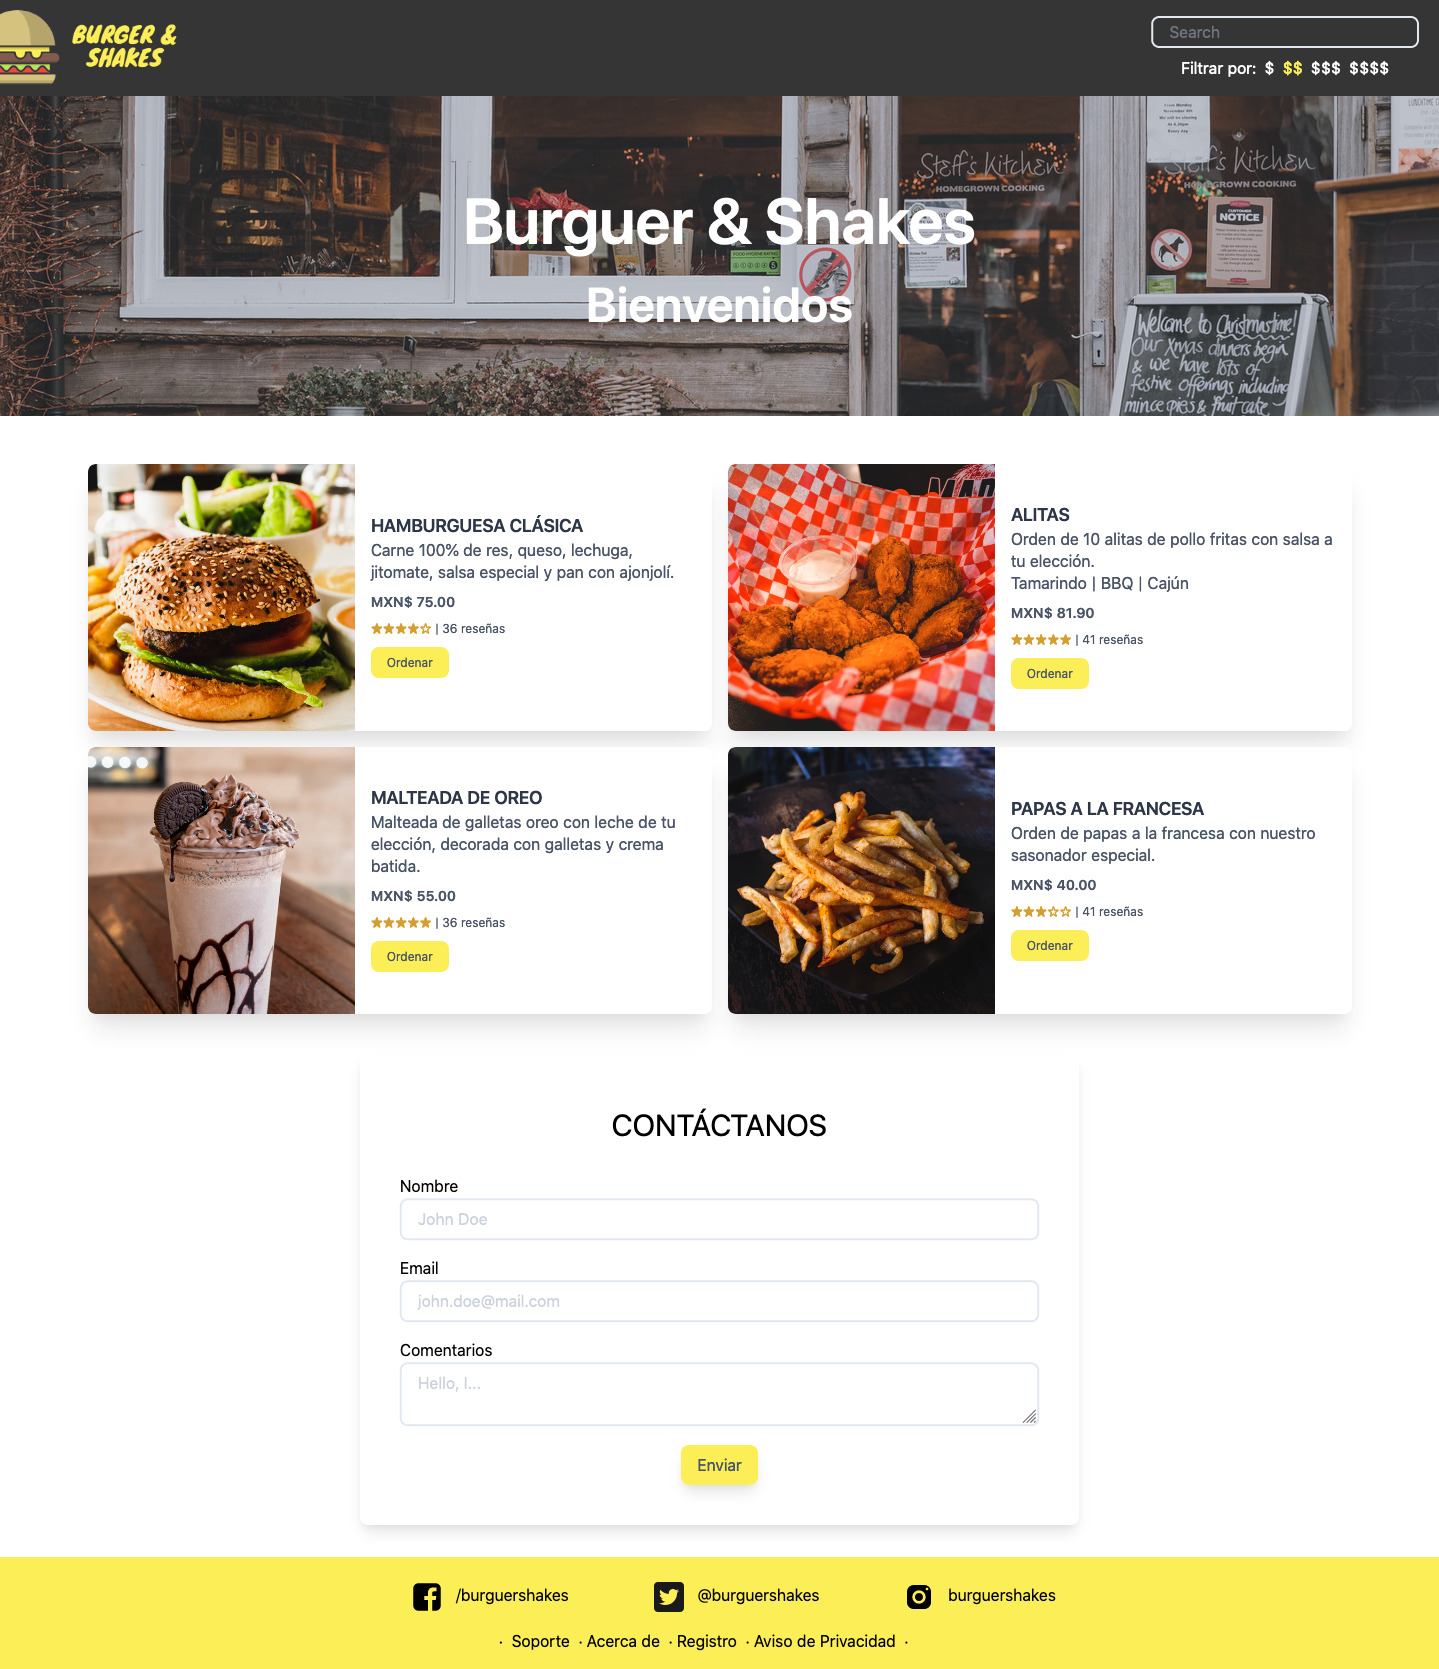 BURGER &
SHAKES
Search
Filtrar por: $ $$ $$$ $$$$
Steff's Kitchen
HOMEGROWN COOKING
Steff's Kitchen
HOMEGROWN COOKING
From Monday
CUSTOMER
NOTICE
FOOD HYGIENE RATING
Burguer & Shakes
Bienvenidos
Welcome to Christmastime!
Our Xmas dinners begin
& we have lots of
festive offerings including
mince pies & fruit cake
HAMBURGUESA CLÁSICA
Carne 100% de res, queso, lechuga,
jitomate, salsa especial y pan con ajonjolí.
MXN$ 75.00
| 36 reseñas
Ordenar
ALITAS
Orden de 10 alitas de pollo fritas con salsa a
tu elección.
Tamarindo | BBQ | Cajún
MXN$ 81.90
| 41 reseñas
Ordenar
MALTEADA DE OREO
Malteada de galletas oreo con leche de tu
elección, decorada con galletas y crema
batida.
MXN$ 55.00
| 36 reseñas
Ordenar
PAPAS A LA FRANCESA
Orden de papas a la francesa con nuestro
sasonador especial.
MXN$ 40.00
| 41 reseñas
Ordenar
CONTÁCTANOS
Nombre
John Doe
Email
john.doe@mail.com
Comentarios
Hello, I...
Enviar
/burguershakes
@burguershakes
burguershakes
· Soporte · Acerca de · Registro · Aviso de Privacidad ·